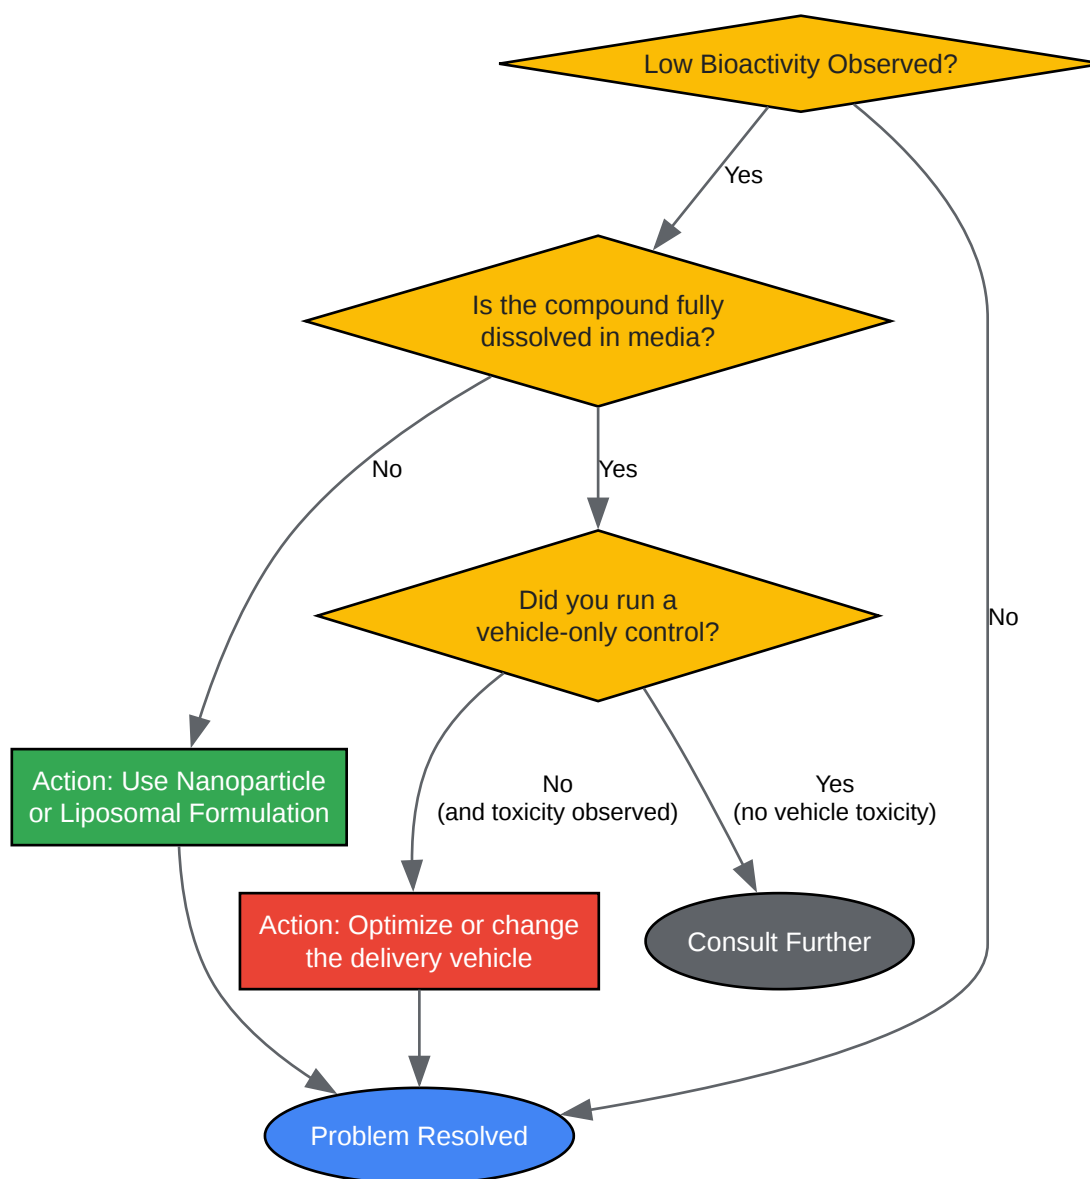 Low Bioactivity Observed?
Yes
Is the compound fully
dissolved in media?
No
Yes
Did you run a
vehicle-only control?
No
Action: Use Nanoparticle
or Liposomal Formulation
No
(and toxicity observed)
Yes
(no vehicle toxicity)
Action: Optimize or change
the delivery vehicle
Consult Further
Problem Resolved